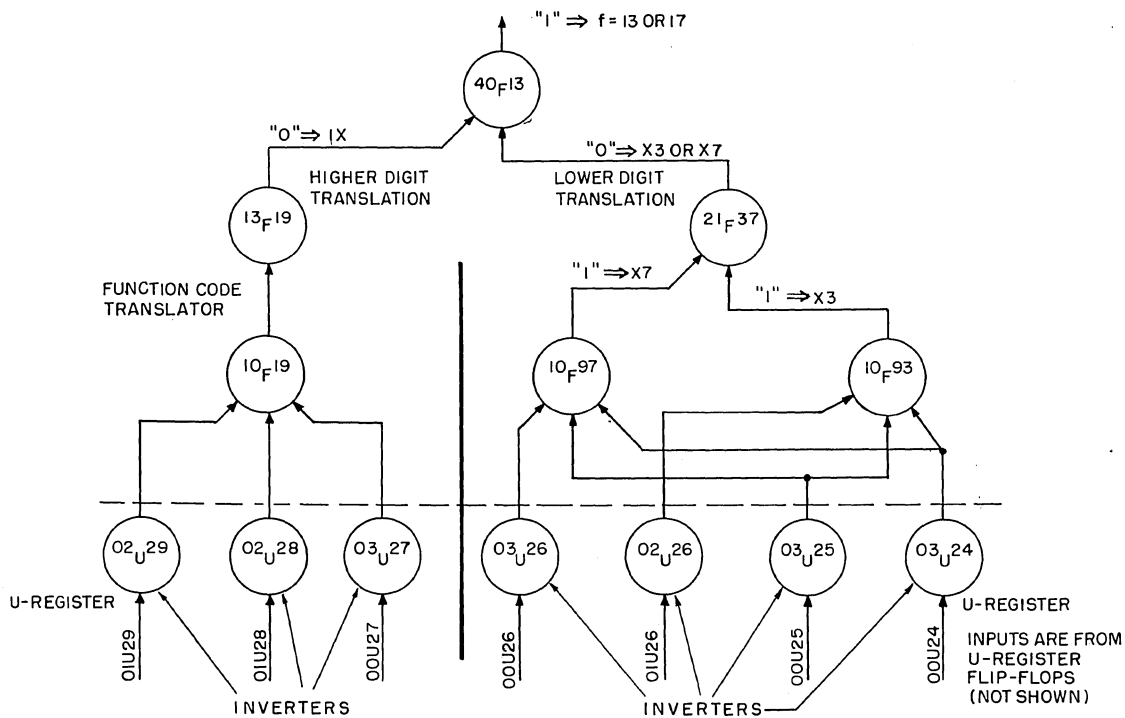 "1" ⇒ f = 13 OR 17
40F13
"0" ⇒ 1X
"0" ⇒ X3 OR X7
HIGHER DIGIT
TRANSLATION
LOWER DIGIT
TRANSLATION
13F19
21F37
"1" ⇒ X7
"1" ⇒ X3
FUNCTION CODE
TRANSLATOR
10F19
10F97
10F93
02U29
02U28
03U27
03U26
02U26
03U25
03U24
U-REGISTER
U-REGISTER
01U29
01U28
00U27
00U26
01U26
00U25
00U24
INPUTS ARE FROM
U-REGISTER
FLIP-FLOPS
(NOT SHOWN)
INVERTERS
INVERTERS